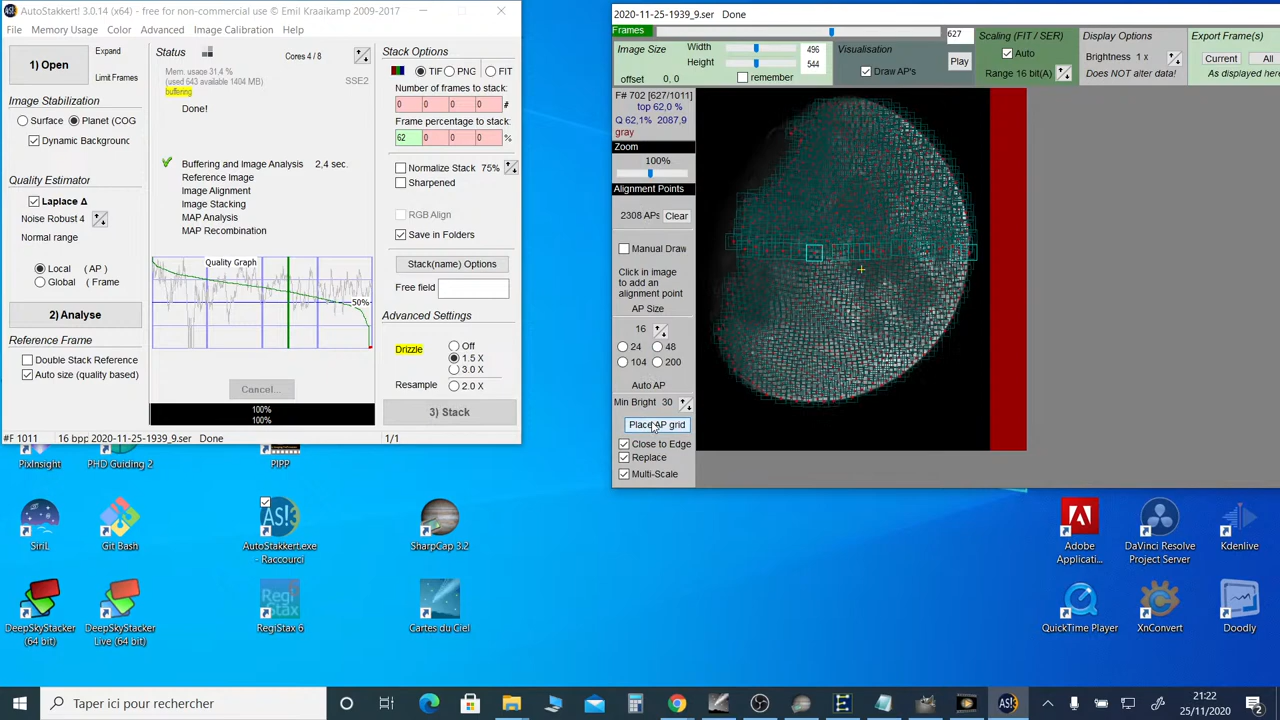 AutoStakkert! 3.0.14 (x64) - free for non-commercial use © Emil Kraaikamp 2009-2017
File Memory Usage Color Advanced Image Calibration Help
1) Open
Expand
Limit Frames
Image Stabilization
Surface Planet (COG
Dynamic Background
Quality Estimator
Laplace Δ
Noise Robust 4
Normal range
Local ( AP )
Global ( Frame
2) Analyse
Reference Frame
Double Stack Reference
Auto size (quality based)
Status
Cores 4 / 8
Mem. usage 31,4 %
(used 643 available 1404 MB)
buffering
SSE2
Done!
Buffering and Image Analysis 2,4 sec.
Reference Image
Image Alignment
Image Stacking
MAP Analysis
MAP Recombination
Quality Graph
50%
Cancel...
100%
100%
Stack Options
TIF PNG FIT
Number of frames to stack:
0 0 0 0 #
Frame percentage to stack:
62 0 0 0 %
Normalize Stack 75%
Sharpened
RGB Align
Save in Folders
Stack(name) Options
Free field
Advanced Settings
Drizzle
Off
1.5 X
3.0 X
Resample
2.0 X
3) Stack
#F 1011 16 bpp 2020-11-25-1939_9.ser Done 1/1
2020-11-25-1939_9.ser Done
Frames 627
Image Size
Width 496
Height 544
offset 0, 0 remember
Visualisation
Draw AP's
Play
Scaling (FIT / SER)
Auto
Range 16 bit(A)
Display Options
Brightness 1 x
Does NOT alter data!
Export Frame(s)
Current All
As displayed here
F# 702 [627/1011]
top 62,0 %
Q 62,1% 2087,9
gray
Zoom
100%
Alignment Points
2308 APs Clear
Manual Draw
Click in image
to add an
alignment point
AP Size
16
24 48
104 200
Auto AP
Min Bright 30
Place AP grid
Close to Edge
Replace
Multi-Scale
PixInsight
PHD Guiding 2
PIPP
SiriL
Git Bash
AS!3
AutoStakkert.exe
- Raccourci
SharpCap 3.2
DeepSkyStacker
(64 bit)
DeepSkyStacker
Live (64 bit)
RegiStax 6
Cartes du Ciel
Adobe
Applicati...
DaVinci Resolve
Project Server
Kdenlive
QuickTime Player
XnConvert
Doodly
Taper ici pour rechercher
AS!3
21:22
25/11/2020
2